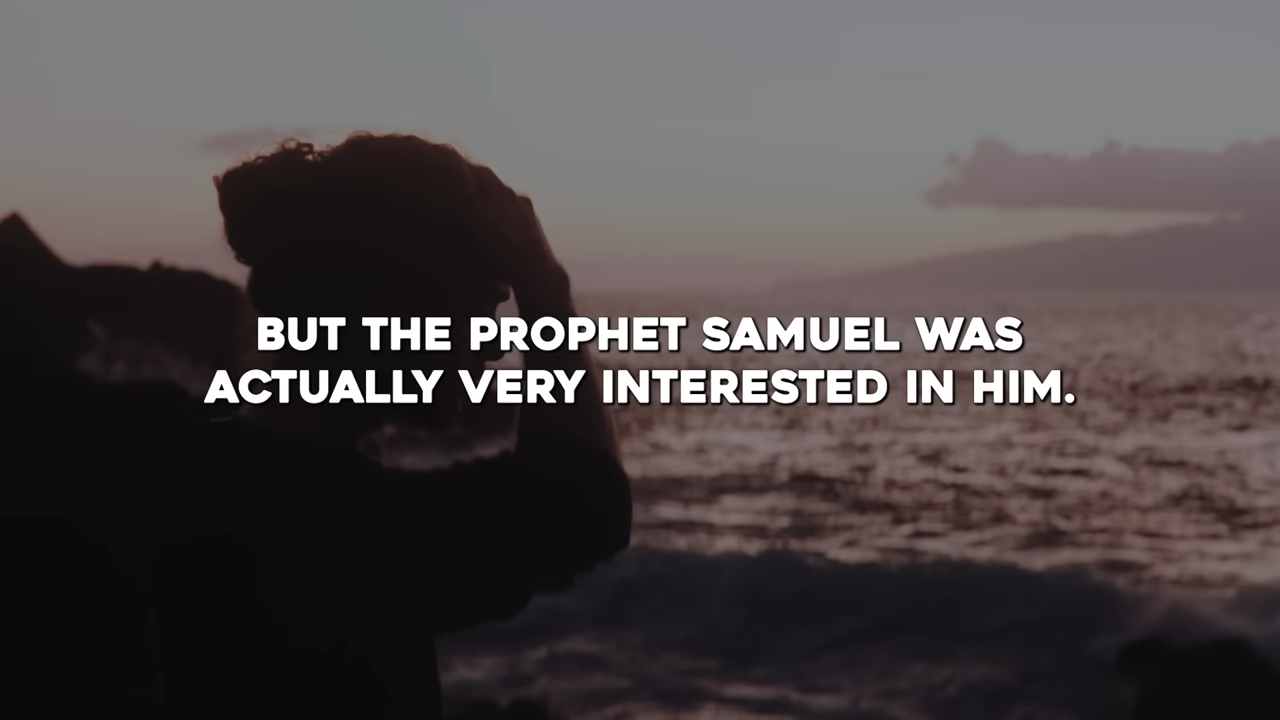 BUT THE PROPHET SAMUEL WAS
ACTUALLY VERY INTERESTED IN HIM.